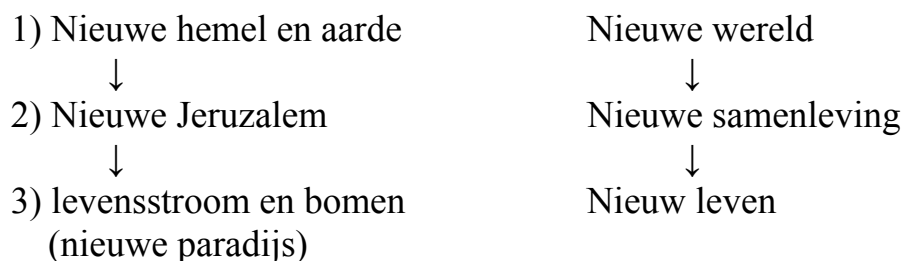 1) Nieuwe hemel en aarde Nieuwe wereld
↓ ↓
2) Nieuwe Jeruzalem Nieuwe samenleving
↓ ↓
3) levensstroom en bomen Nieuw leven
(nieuwe paradijs)